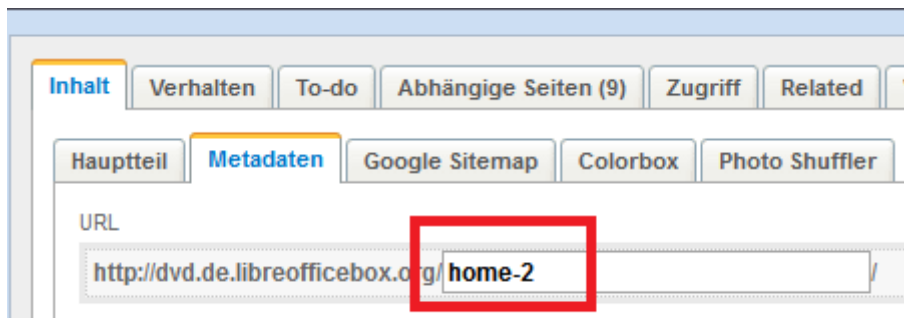 Inhalt Verhalten To-do Abhängige Seiten (9) Zugriff Related
Hauptteil Metadaten Google Sitemap Colorbox Photo Shuffler
URL
http://dvd.de.libreofficebox.org/ home-2 /